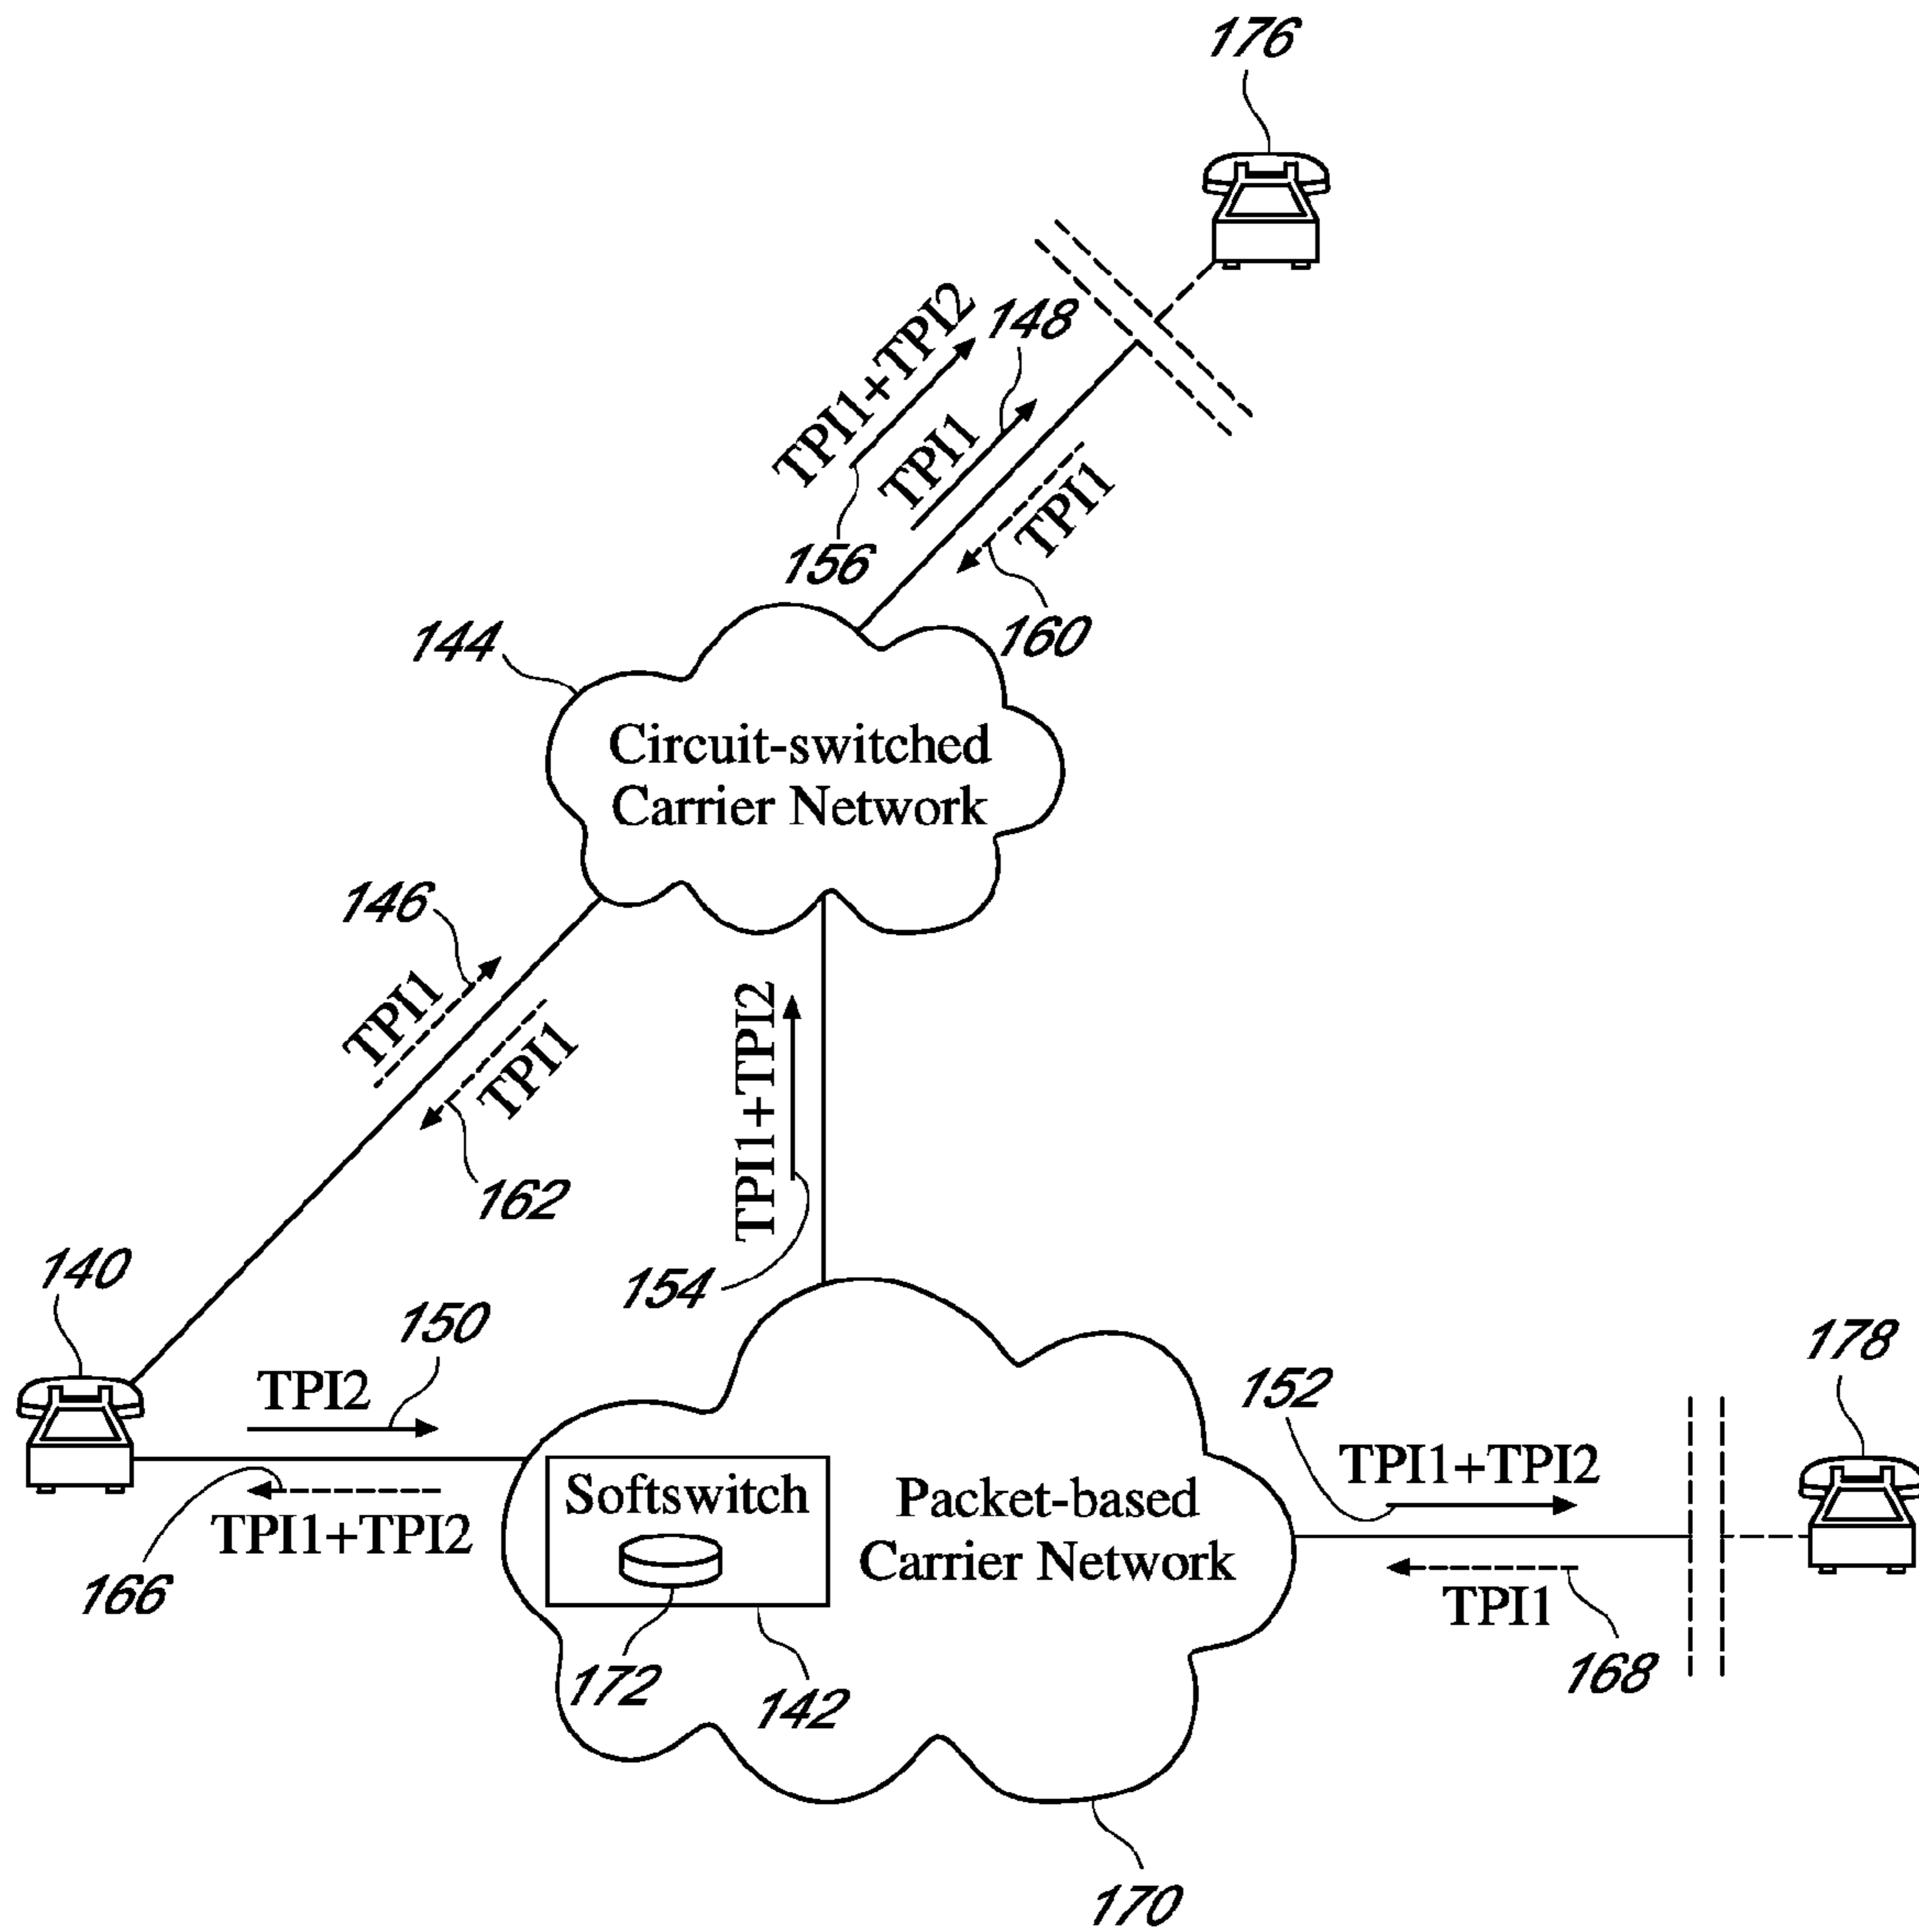 176
148
TPI1+TPI2
TPI1
TPI1
156
160
144
Circuit-switched
Carrier Network
146
TPI1
TPI1
162
TPI1+TPI2
154
140
150
TPI2
166
TPI1+TPI2
Softswitch
172
142
Packet-based
Carrier Network
152
178
TPI1+TPI2
TPI1
168
170